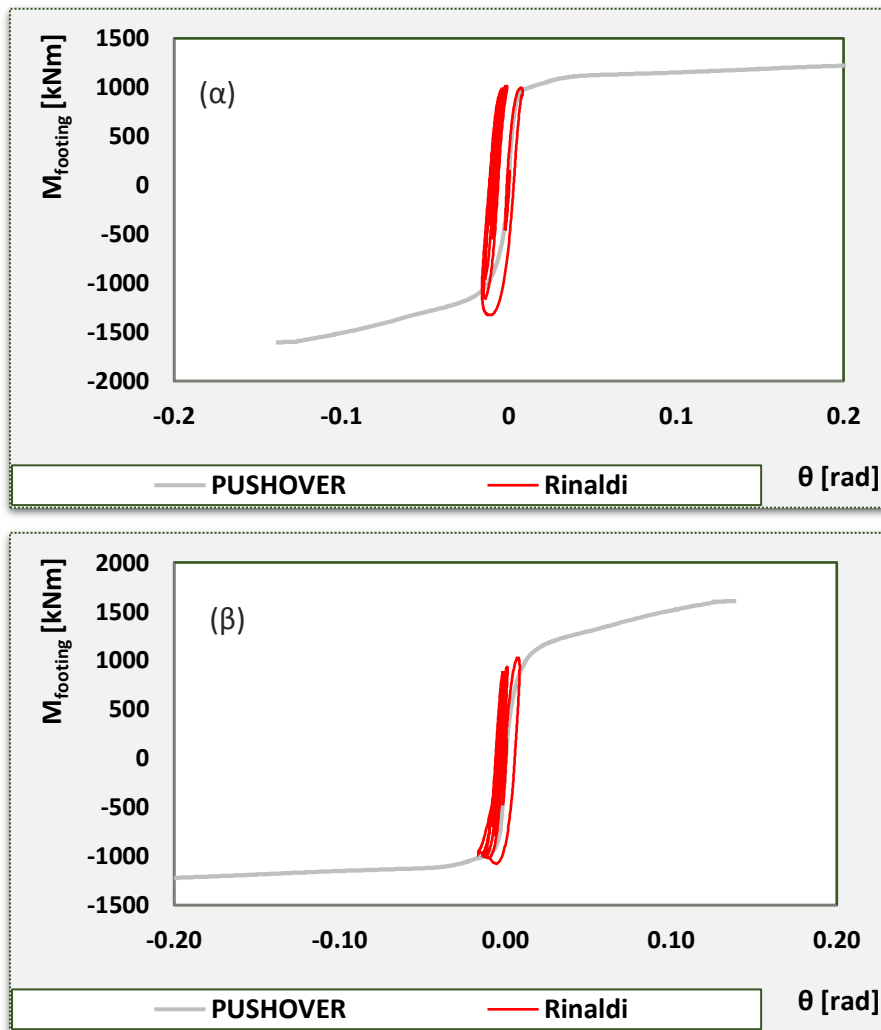 M_footing [kNm]
(α)
1500
1000
500
0
-500
-1000
-1500
-2000
-0.2 -0.1 0 0.1 0.2
PUSHOVER Rinaldi θ [rad]
M_footing [kNm]
(β)
2000
1500
1000
500
0
-500
-1000
-1500
-0.20 -0.10 0.00 0.10 0.20
PUSHOVER Rinaldi θ [rad]